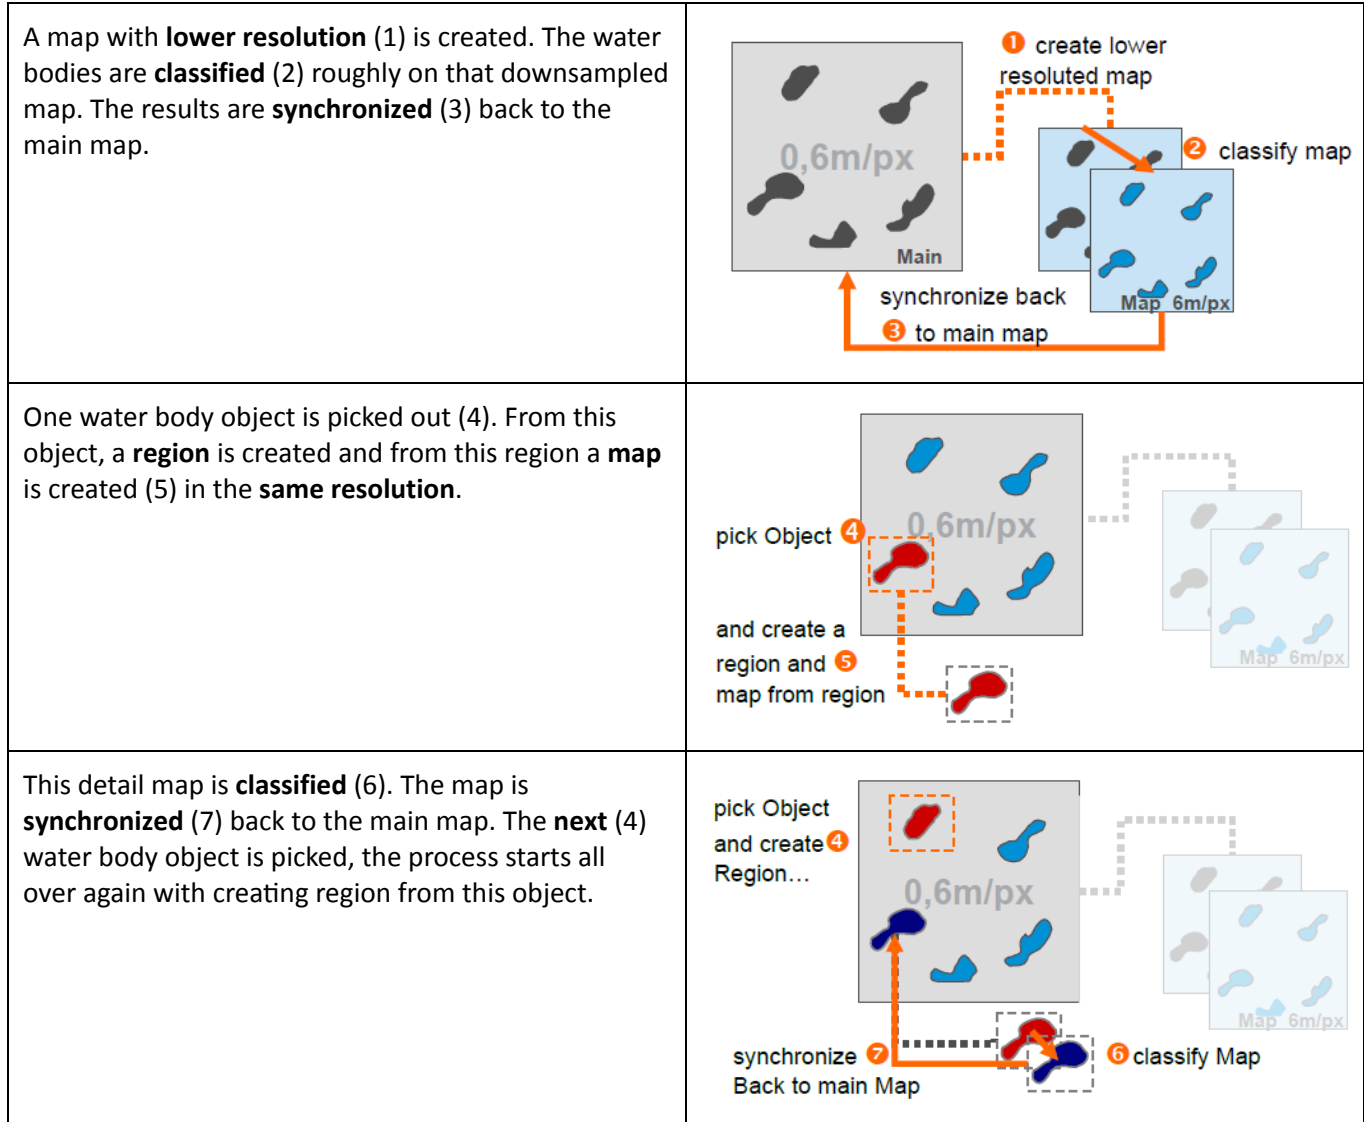 A map with lower resolution (1) is created. The water
bodies are classified (2) roughly on that downsampled
map. The results are synchronized (3) back to the
main map.
1 create lower
resoluted map
0,6m/px
2 classify map
Main
Map 6m/px
synchronize back
3 to main map
One water body object is picked out (4). From this
object, a region is created and from this region a map
is created (5) in the same resolution.
pick Object 4
0,6m/px
and create a
region and 5
map from region
Map 6m/px
This detail map is classified (6). The map is
synchronized (7) back to the main map. The next (4)
water body object is picked, the process starts all
over again with creating region from this object.
pick Object
and create 4
Region...
0,6m/px
Map 6m/px
synchronize 7
Back to main Map
6 classify Map